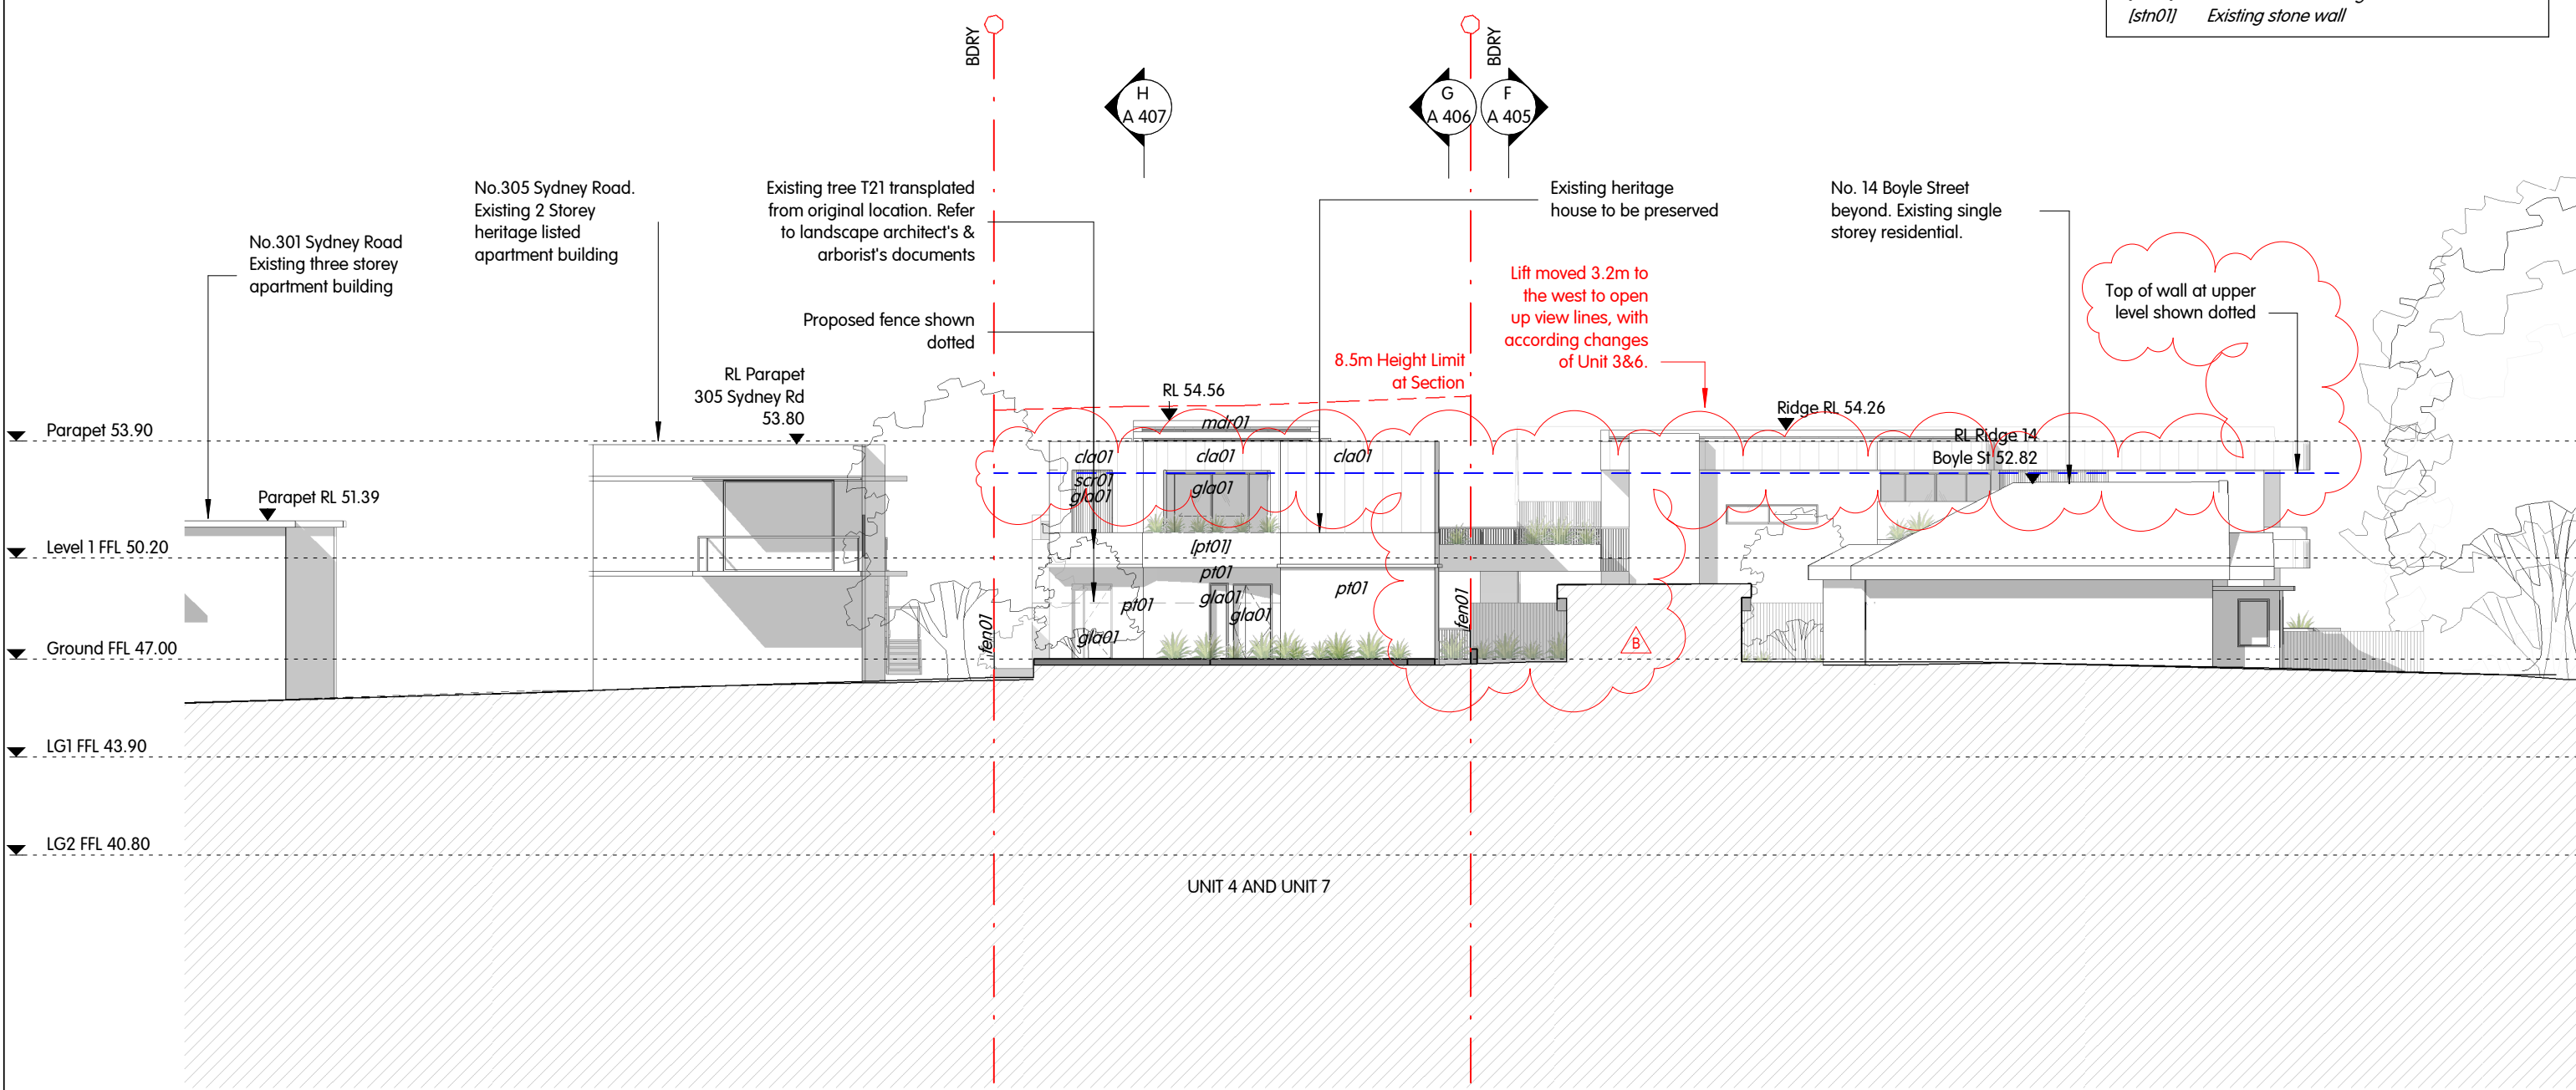 [stn01] Existing stone wall
BDRY
BDRY
H
A 407
G
A 406
F
A 405
No.301 Sydney Road
Existing three storey
apartment building
No.305 Sydney Road.
Existing 2 Storey
heritage listed
apartment building
Existing tree T21 transplated
from original location. Refer
to landscape architect's &
arborist's documents
Proposed fence shown
dotted
Existing heritage
house to be preserved
No. 14 Boyle Street
beyond. Existing single
storey residential.
Lift moved 3.2m to
the west to open
up view lines, with
according changes
of Unit 3&6.
Top of wall at upper
level shown dotted
8.5m Height Limit
at Section
RL Parapet
305 Sydney Rd
53.80
RL 54.56
Ridge RL 54.26
RL Ridge 14
Boyle St 52.82
Parapet 53.90
Parapet RL 51.39
Level 1 FFL 50.20
Ground FFL 47.00
LG1 FFL 43.90
LG2 FFL 40.80
mdr01
cla01
cla01
cla01
scr01
gla01
gla01
[pt01]
pt01
pt01
pt01
gla01
gla01
gla01
fen01
fen01
B
UNIT 4 AND UNIT 7